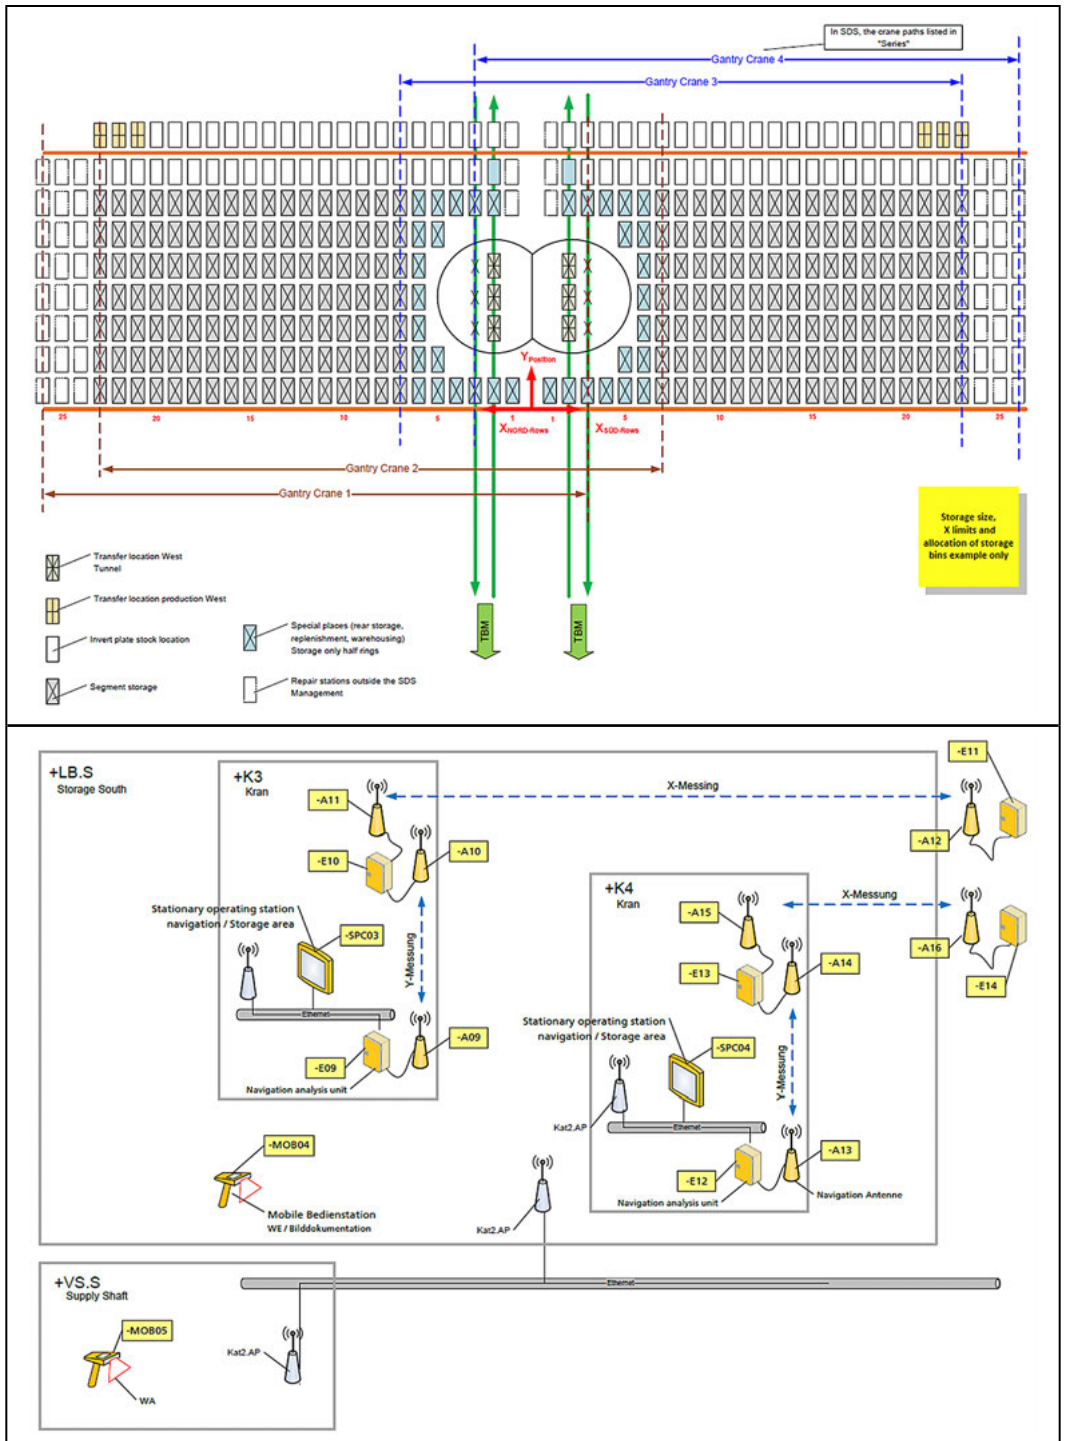 In SDS, the crane paths listed in
"Series"
Gantry Crane 4
Gantry Crane 3
Y Position
25
20
15
10
5
1
1
5
10
15
20
25
X NORD-Rows
X SÜD-Rows
Gantry Crane 2
Gantry Crane 1
Storage size,
X limits and
allocation of storage
bins example only
Transfer location West
Tunnel
Transfer location production West
Invert plate stock location
Segment storage
Special places (rear storage,
replenishment, warehousing)
Storage only half rings
Repair stations outside the SDS
Management
TBM
TBM
+LB.S
Storage South
+K3
Kran
-A11
-A10
-E10
Stationary operating station
navigation / Storage area
-SPC03
Y-Messung
Ethernet
-E09
-A09
Navigation analysis unit
X-Messing
-E11
-A12
+K4
Kran
-A15
X-Messung
-A16
-E14
-A14
-E13
Stationary operating station
navigation / Storage area
-SPC04
Y-Messung
Kat2.AP
Ethernet
-E12
-A13
Navigation analysis unit
Navigation Antenne
-MOB04
Mobile Bedienstation
WE / Bilddokumentation
Kat2.AP
Ethernet
+VS.S
Supply Shaft
-MOB05
WA
Kat2.AP